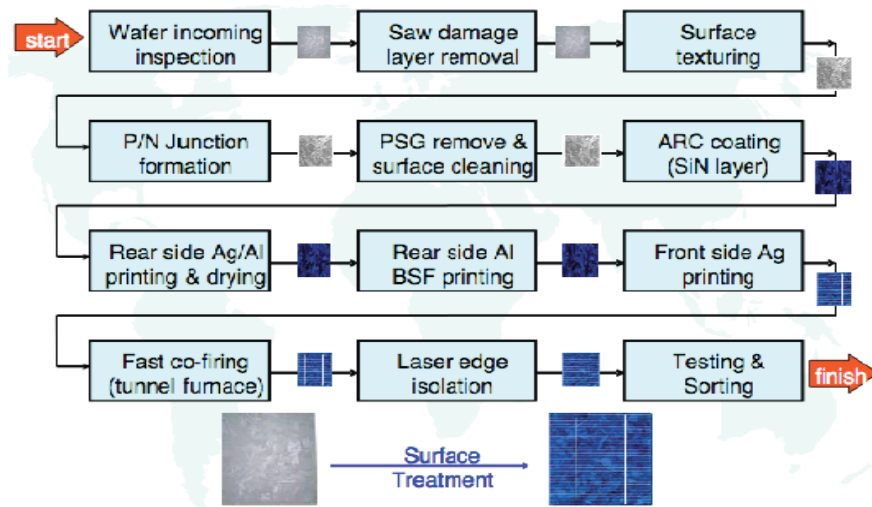 start
Wafer incoming
inspection
Saw damage
layer removal
Surface
texturing
P/N Junction
formation
PSG remove &
surface cleaning
ARC coating
(SiN layer)
Rear side Ag/Al
printing & drying
Rear side Al
BSF printing
Front side Ag
printing
Fast co-firing
(tunnel furnace)
Laser edge
isolation
Testing &
Sorting
finish
Surface
Treatment